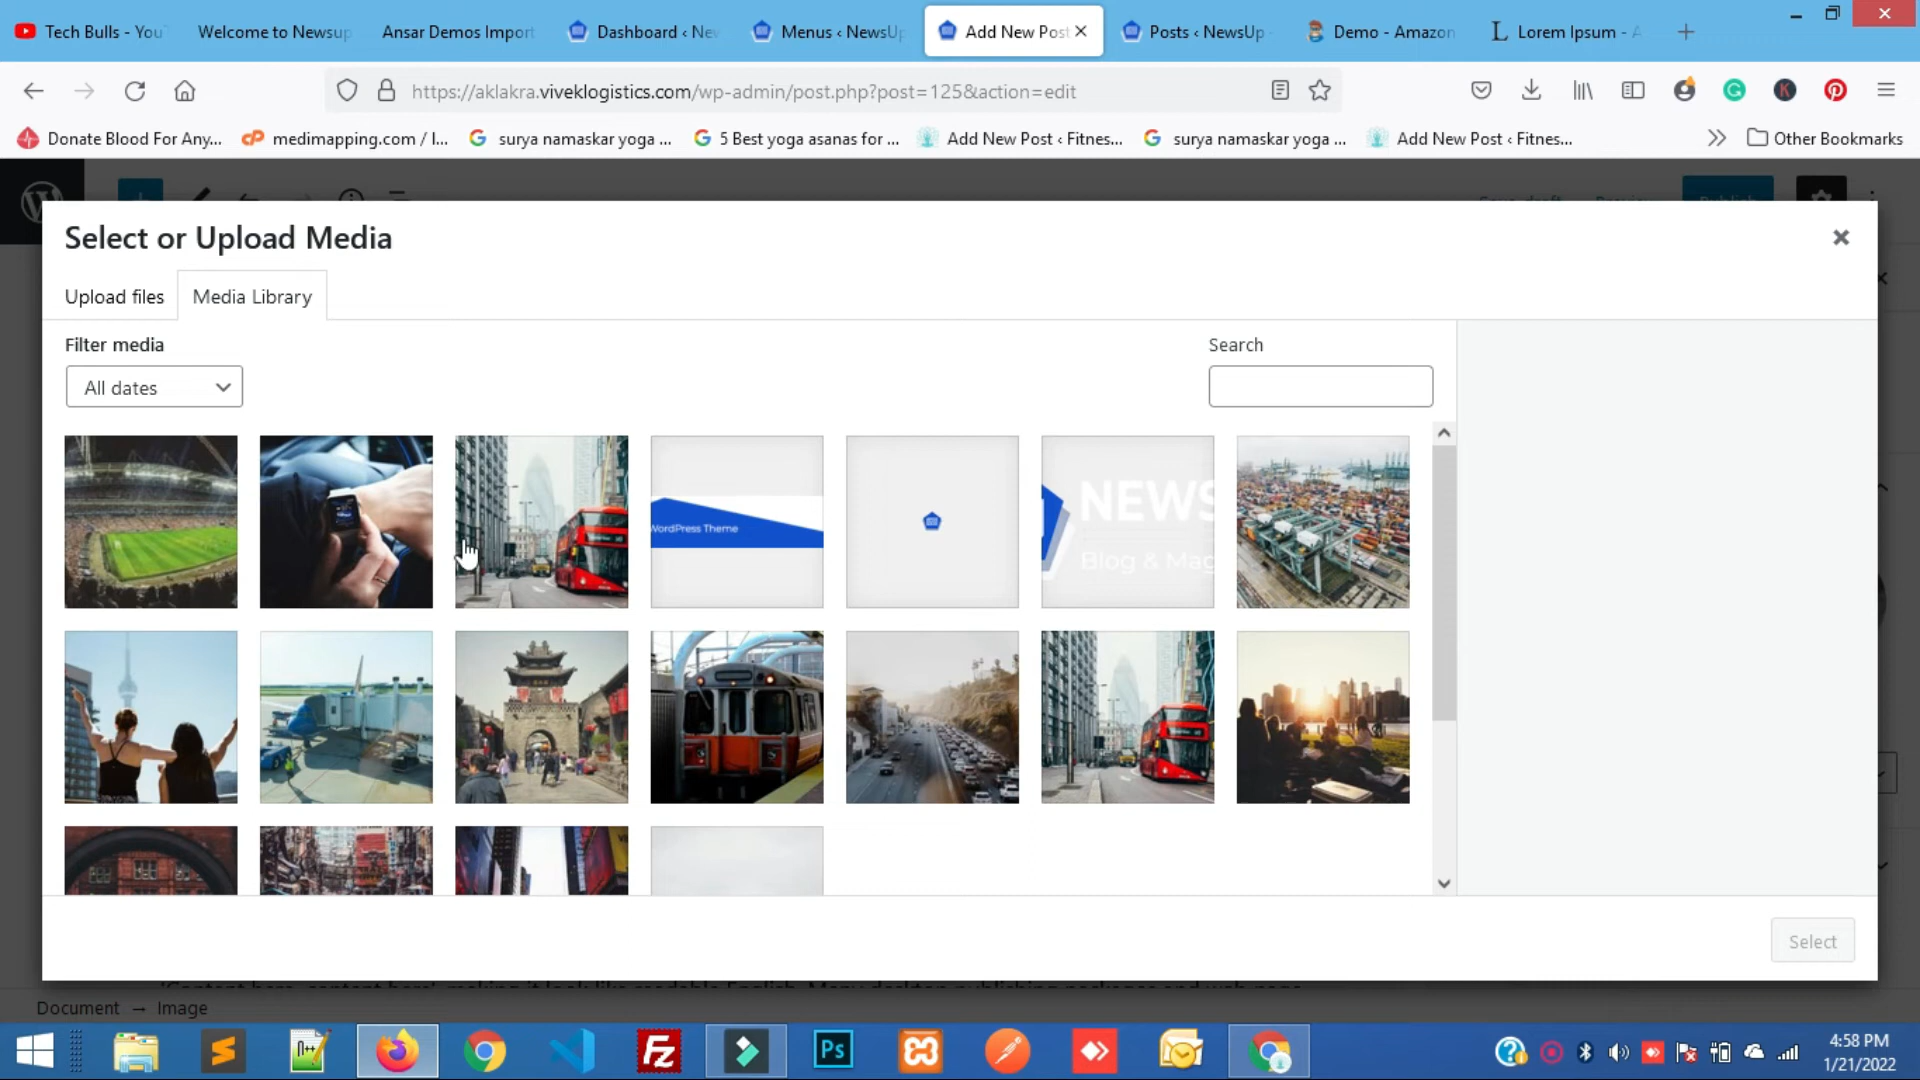 Tech Bulls - You
Welcome to Newsup
Ansar Demos Import
Dashboard ‹ Nev
Menus ‹ NewsUp
Add New Post
Posts ‹ NewsUp
Demo - Amazon
Lorem Ipsum - A
https://aklakra.viveklogistics.com/wp-admin/post.php?post=125&action=edit
Donate Blood For Any...
medimapping.com / l...
surya namaskar yoga ...
5 Best yoga asanas for ...
Add New Post ‹ Fitnes...
surya namaskar yoga ...
Add New Post ‹ Fitnes...
Other Bookmarks
Select or Upload Media
Upload files
Media Library
Filter media
Search
All dates
WordPress Theme
NEWS
Blog & Mag
Select
Document → Image
4:58 PM
1/21/2022